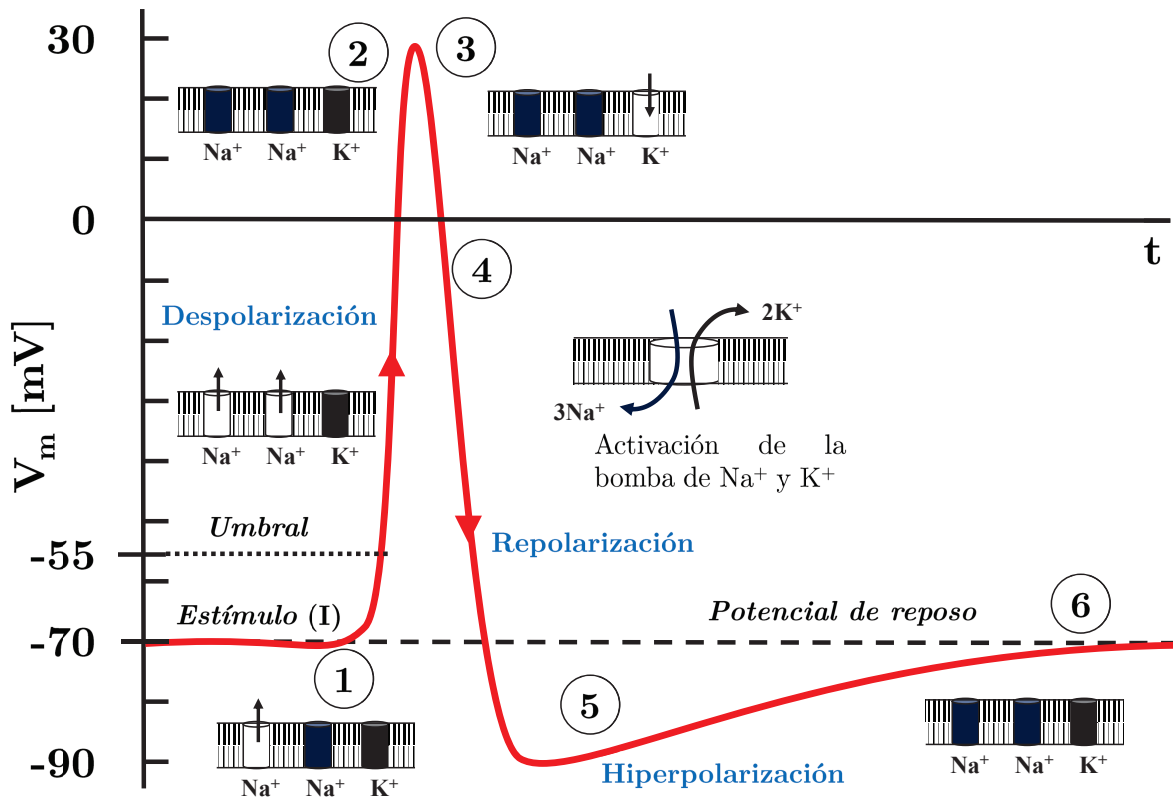 30
2
3
Na⁺ Na⁺ K⁺
Na⁺ Na⁺ K⁺
0
t
4
Despolarización
2K⁺
3Na⁺
Na⁺ Na⁺ K⁺
Activación de la
bomba de Na⁺ y K⁺
Vₘ [mV]
Umbral
Repolarización
-55
Estímulo (I)
Potencial de reposo
6
-70
1
5
Na⁺ Na⁺ K⁺
Na⁺ Na⁺ K⁺
-90
Hiperpolarización